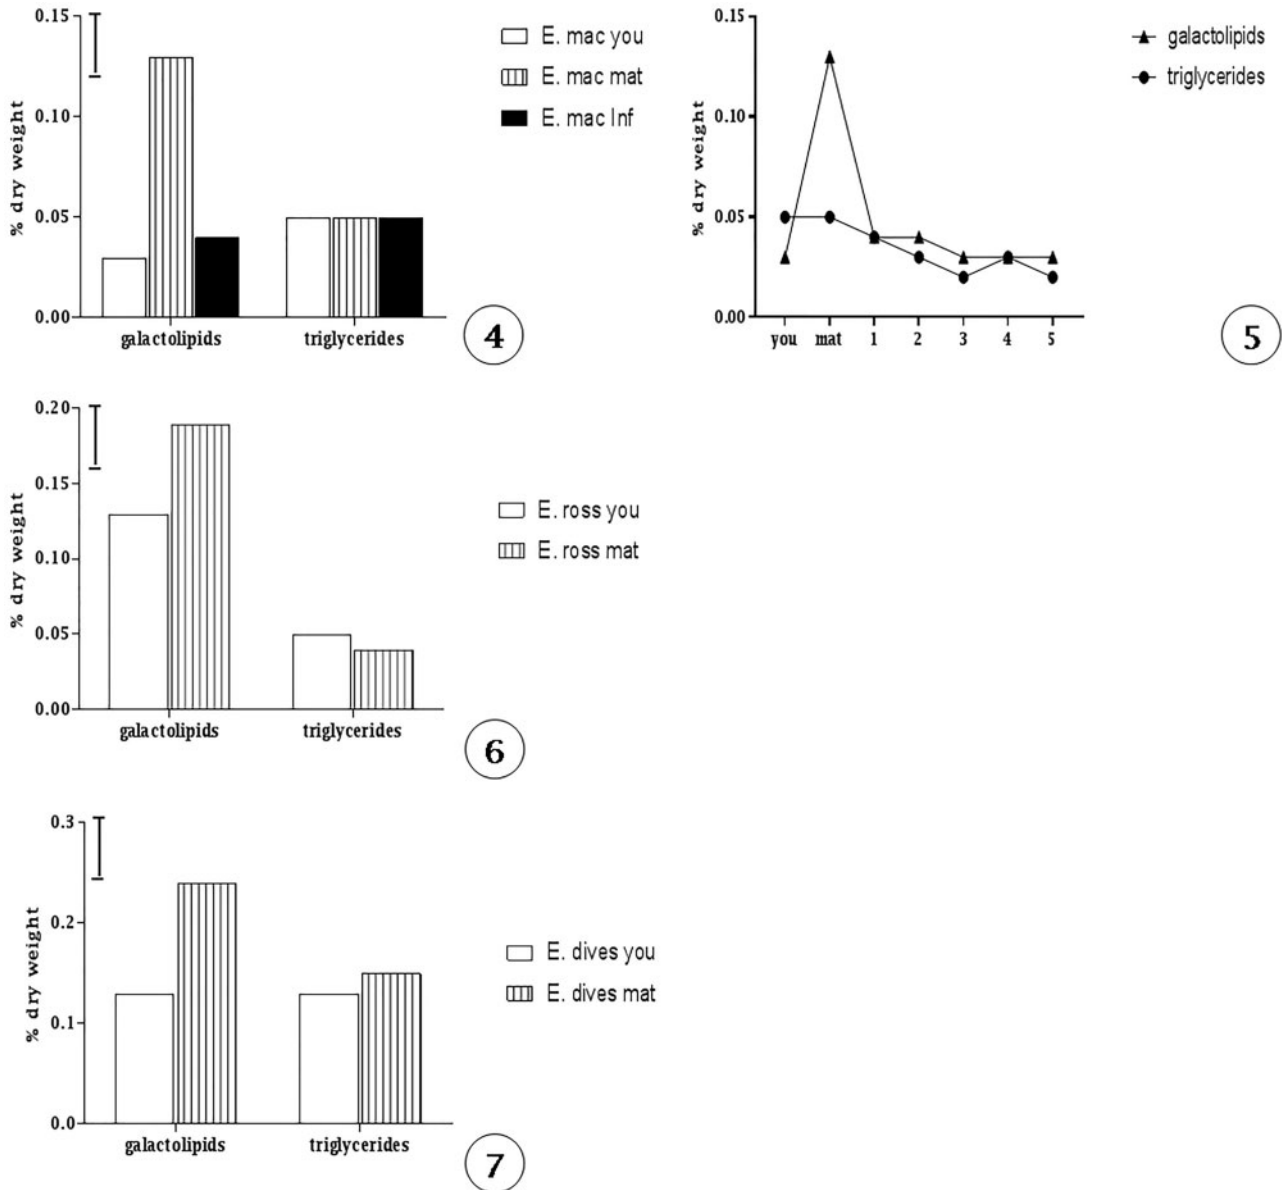 0.15
0.10
0.05
0.00
% dry weight
galactolipids triglycerides
E. mac you
E. mac mat
E. mac Inf
4
0.15
0.10
0.05
0.00
% dry weight
you mat 1 2 3 4 5
galactolipids
triglycerides
5
0.20
0.15
0.10
0.05
0.00
% dry weight
galactolipids triglycerides
E. ross you
E. ross mat
6
0.3
0.2
0.1
0.0
% dry weight
galactolipids triglycerides
E. dives you
E. dives mat
7